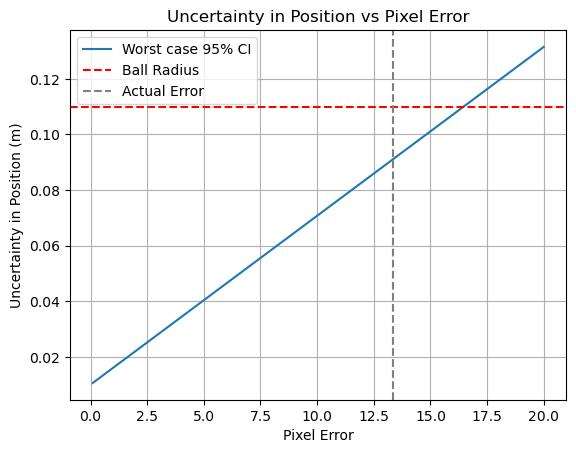 Uncertainty in Position vs Pixel Error
Worst case 95% CI
Ball Radius
Actual Error
Uncertainty in Position (m)
0.12
0.10
0.08
0.06
0.04
0.02
0.0 2.5 5.0 7.5 10.0 12.5 15.0 17.5 20.0
Pixel Error